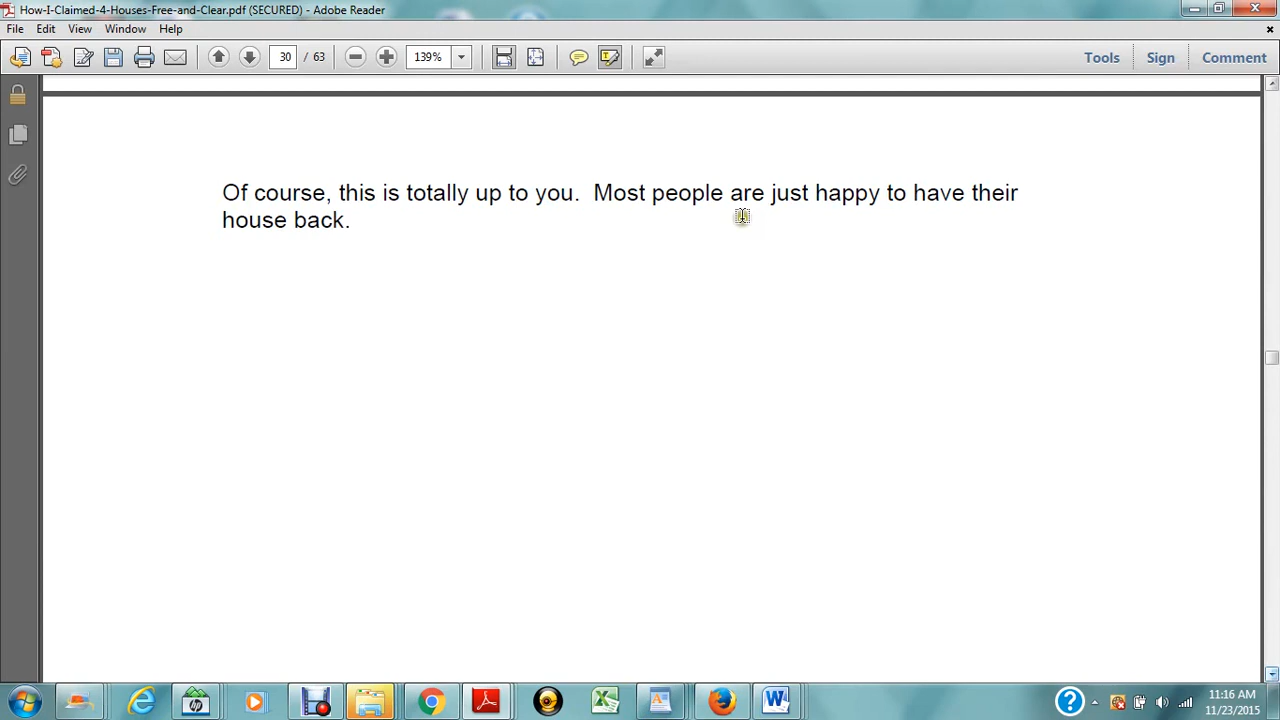 How-I-Claimed-4-Houses-Free-and-Clear.pdf (SECURED) - Adobe Reader
File Edit View Window Help
30 / 63 139% Tools Sign Comment
Of course, this is totally up to you. Most people are just happy to have their
house back.
11:16 AM
11/23/2015